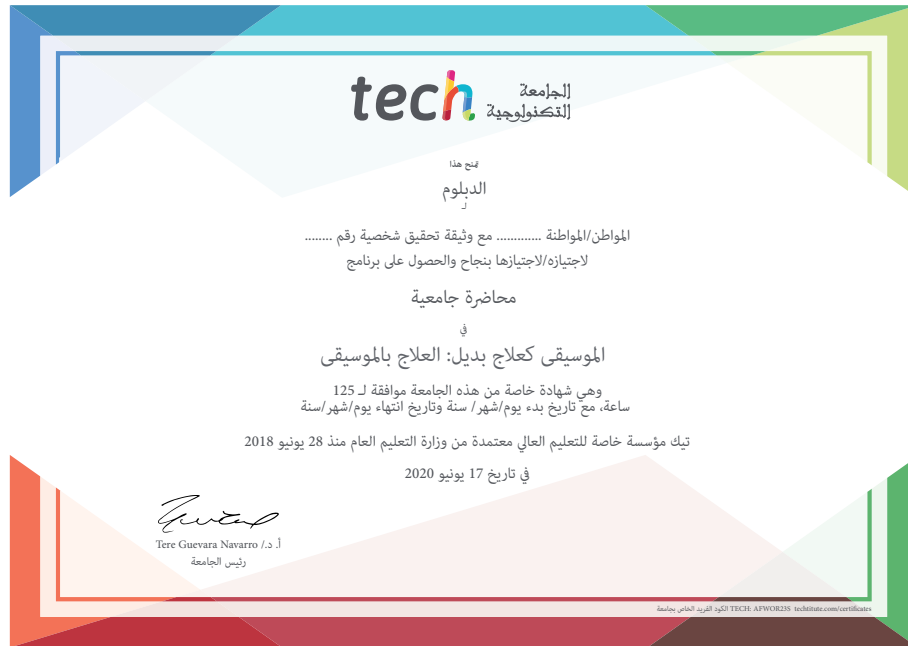 tech الجامعة
التكنولوجية
تمنح هذا
الدبلوم
لـ
المواطن/المواطنة ............. مع وثيقة تحقيق شخصية رقم ........
لاجتيازه/لاجتيازها بنجاح والحصول على برنامج
محاضرة جامعية
في
الموسيقى كعلاج بديل: العلاج بالموسيقى
وهي شهادة خاصة من هذه الجامعة موافقة لـ 125
ساعة، مع تاريخ بدء يوم/شهر/ سنة وتاريخ انتهاء يوم/شهر/سنة
تيك مؤسسة خاصة للتعليم العالي معتمدة من وزارة التعليم العام منذ 28 يونيو 2018
في تاريخ 17 يونيو 2020
أ. د./ Tere Guevara Navarro
رئيس الجامعة
الكود الفريد الخاص بجامعة TECH: AFWOR23S techtitute.com/certificates